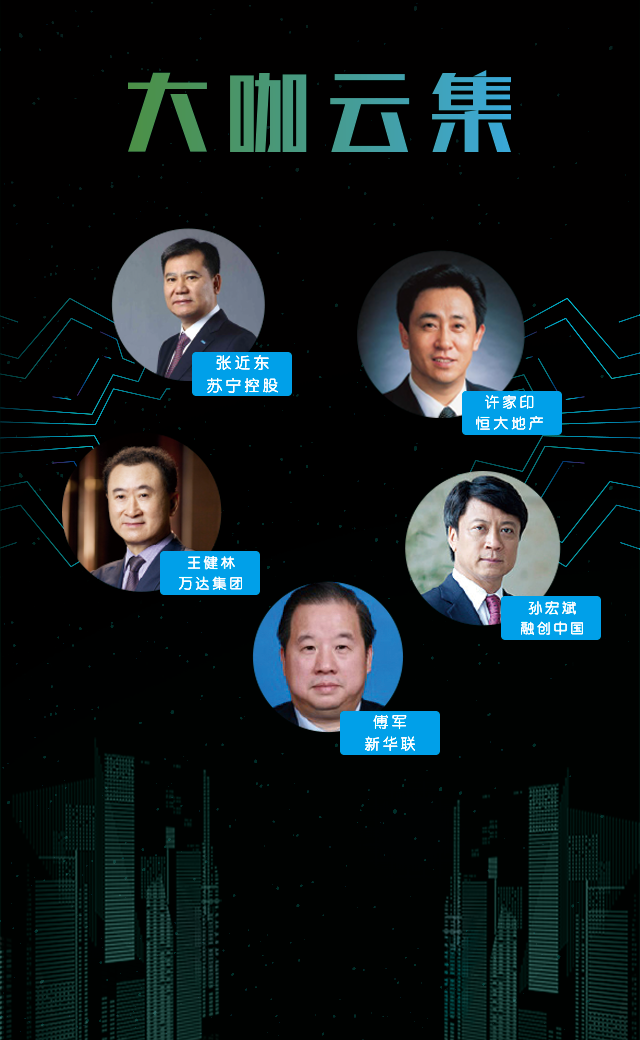 大咖云集
张近东
苏宁控股
许家印
恒大地产
王健林
万达集团
孙宏斌
融创中国
傅军
新华联